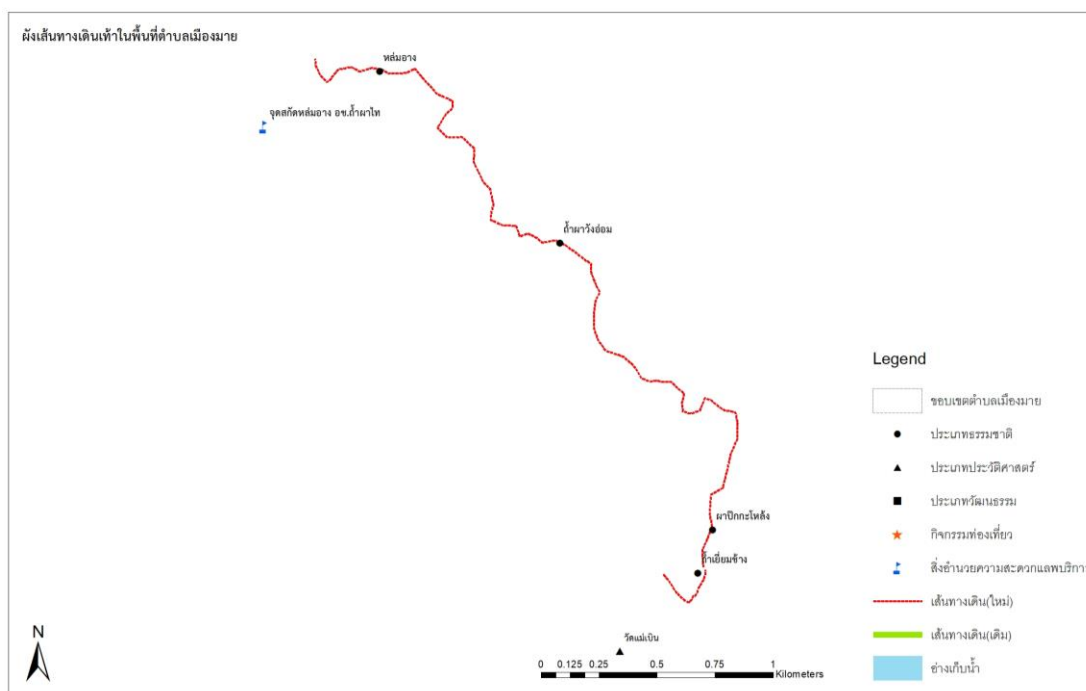 ผังเส้นทางเดินเท้าในพื้นที่ตำบลเมืองมาย
หล่มอาง
จุดสกัดหล่มอาง อช.ถ้ำผาไท
ถ้ำผาวังอ่อม
ผาปีกกะโหล้ง
ถ้ำเยี่ยมข้าง
วัดแม่เบิน
N
0 0.125 0.25 0.5 0.75 1
Kilometers
Legend
ขอบเขตตำบลเมืองมาย
ประเภทธรรมชาติ
ประเภทประวัติศาสตร์
ประเภทวัฒนธรรม
กิจกรรมท่องเที่ยว
สิ่งอำนวยความสะดวกแลพบริการ
เส้นทางเดิน(ใหม่)
เส้นทางเดิน(เดิม)
อ่างเก็บน้ำ